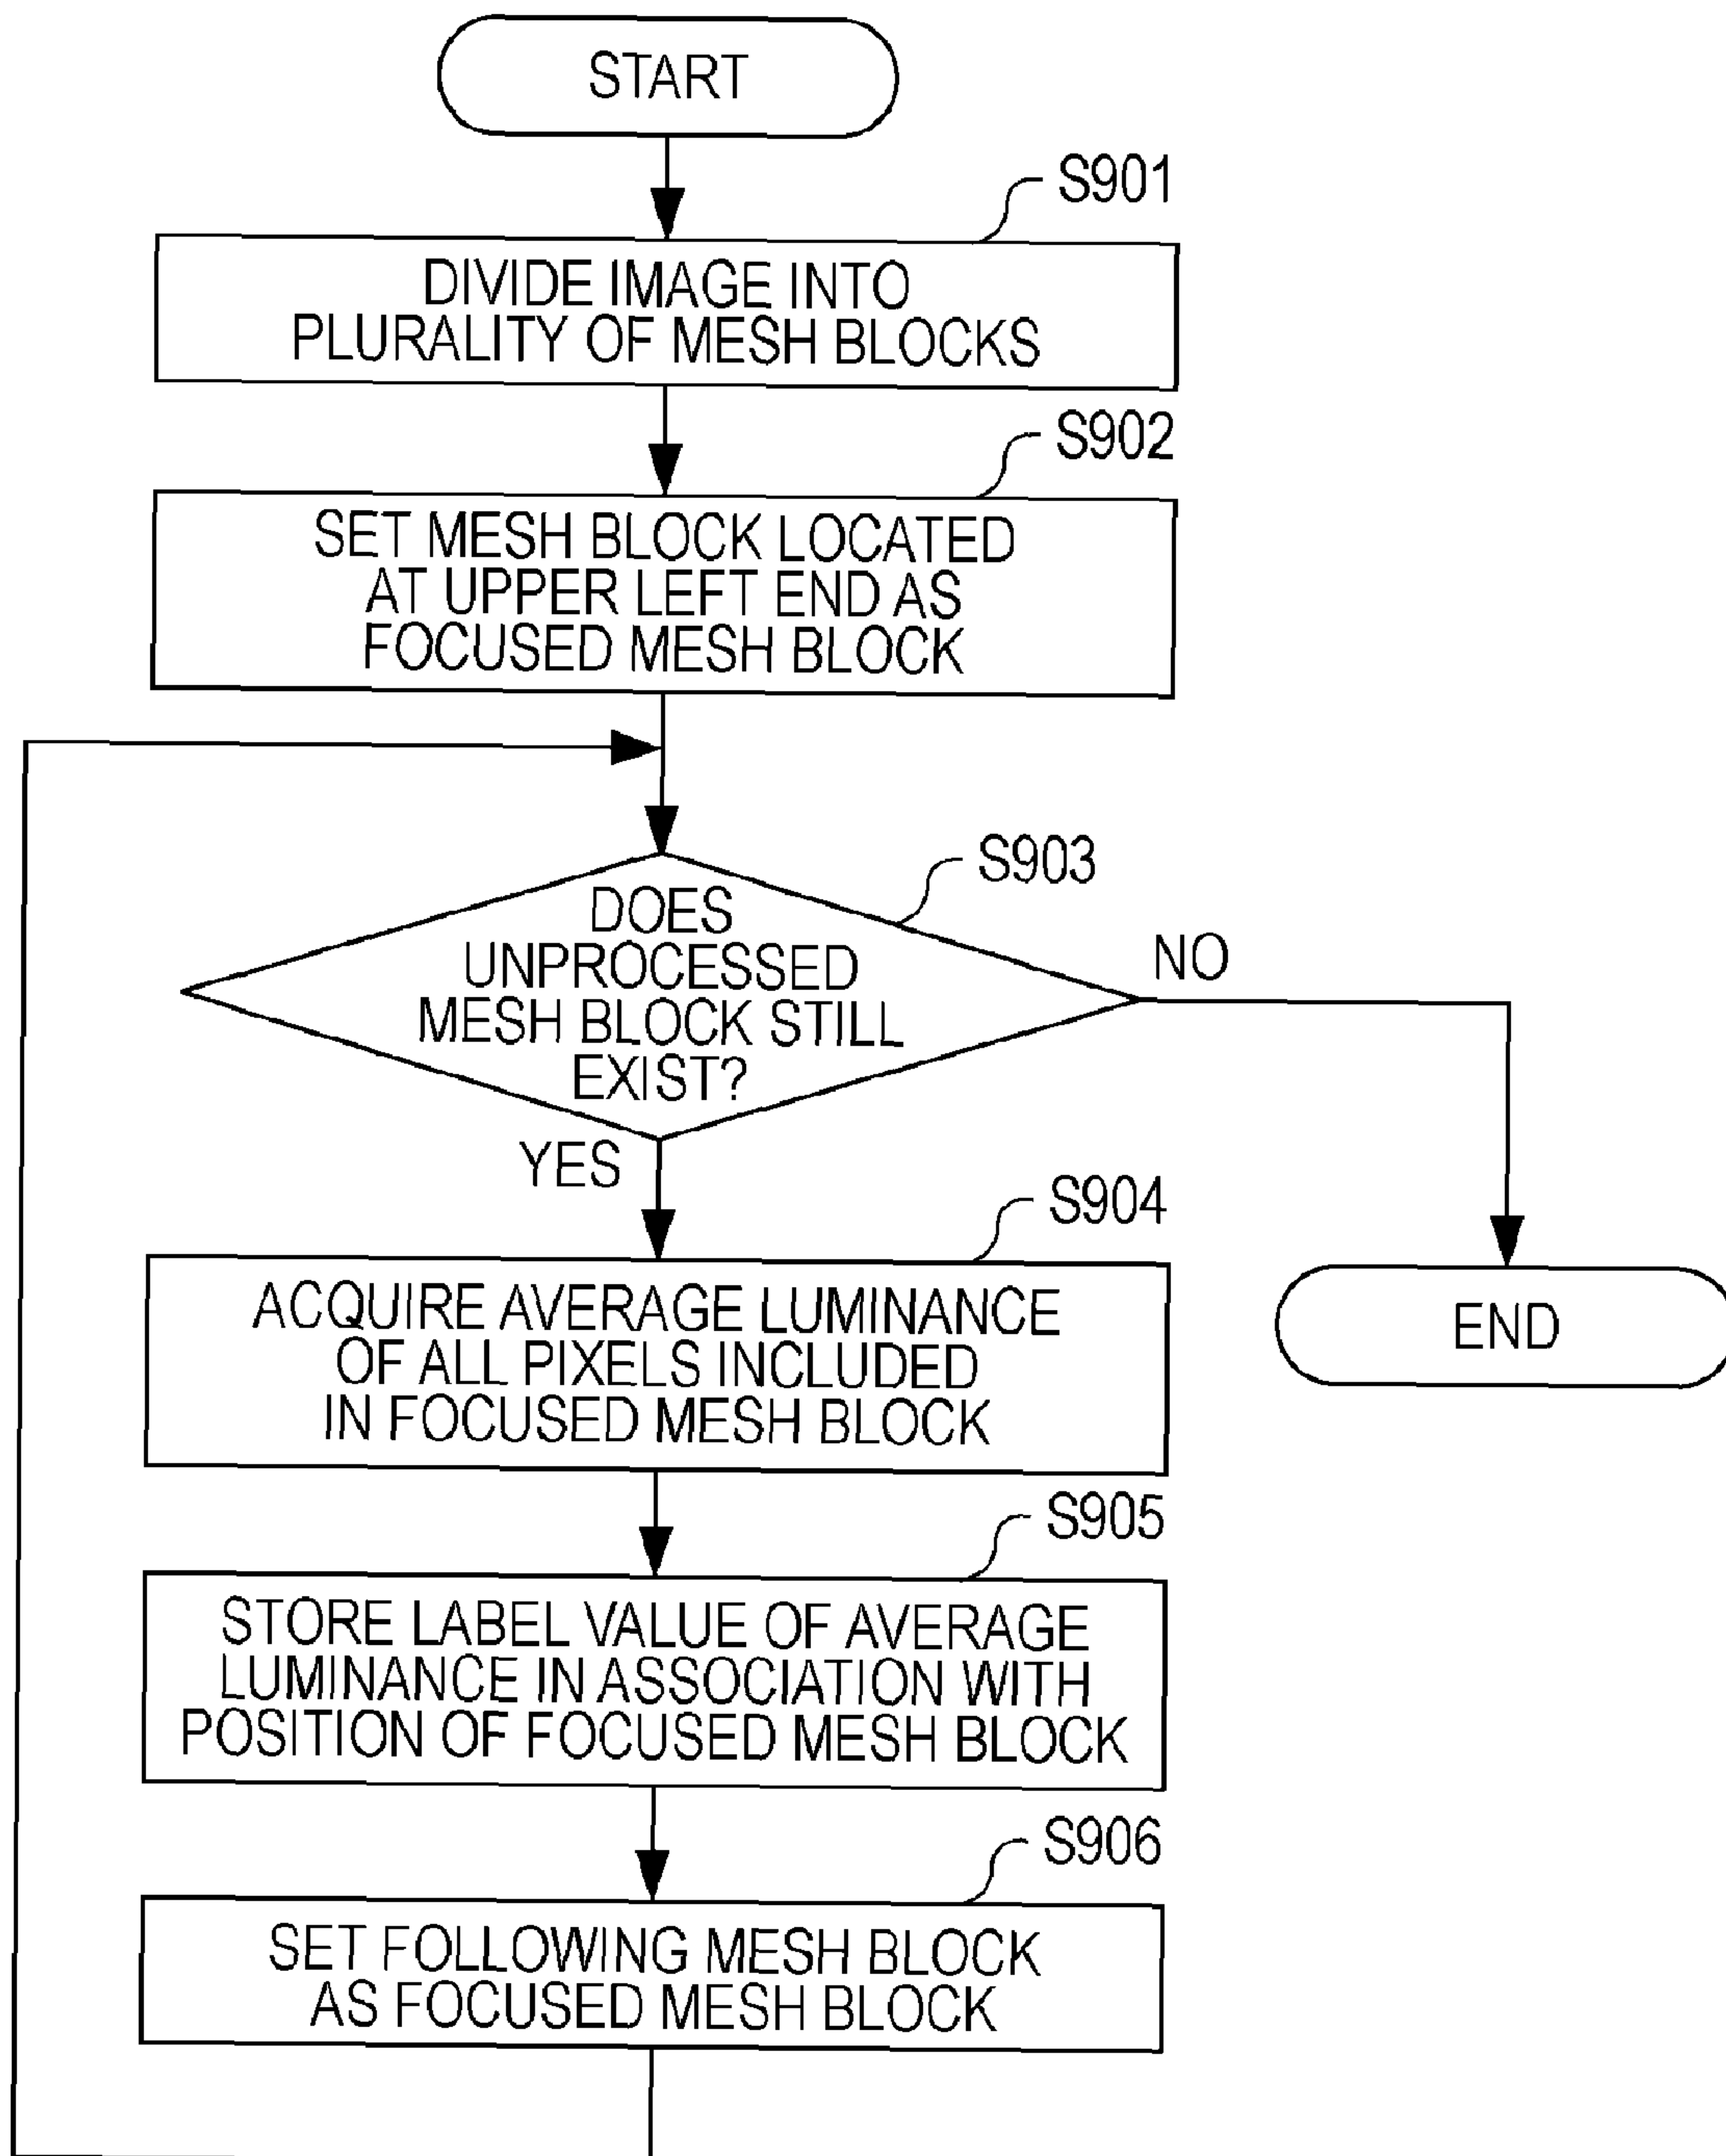 START
S901
DIVIDE IMAGE INTO
PLURALITY OF MESH BLOCKS
S902
SET MESH BLOCK LOCATED
AT UPPER LEFT END AS
FOCUSED MESH BLOCK
S903
DOES
UNPROCESSED
MESH BLOCK STILL
EXIST?
NO
YES
S904
ACQUIRE AVERAGE LUMINANCE
OF ALL PIXELS INCLUDED
IN FOCUSED MESH BLOCK
END
S905
STORE LABEL VALUE OF AVERAGE
LUMINANCE IN ASSOCIATION WITH
POSITION OF FOCUSED MESH BLOCK
S906
SET FOLLOWING MESH BLOCK
AS FOCUSED MESH BLOCK